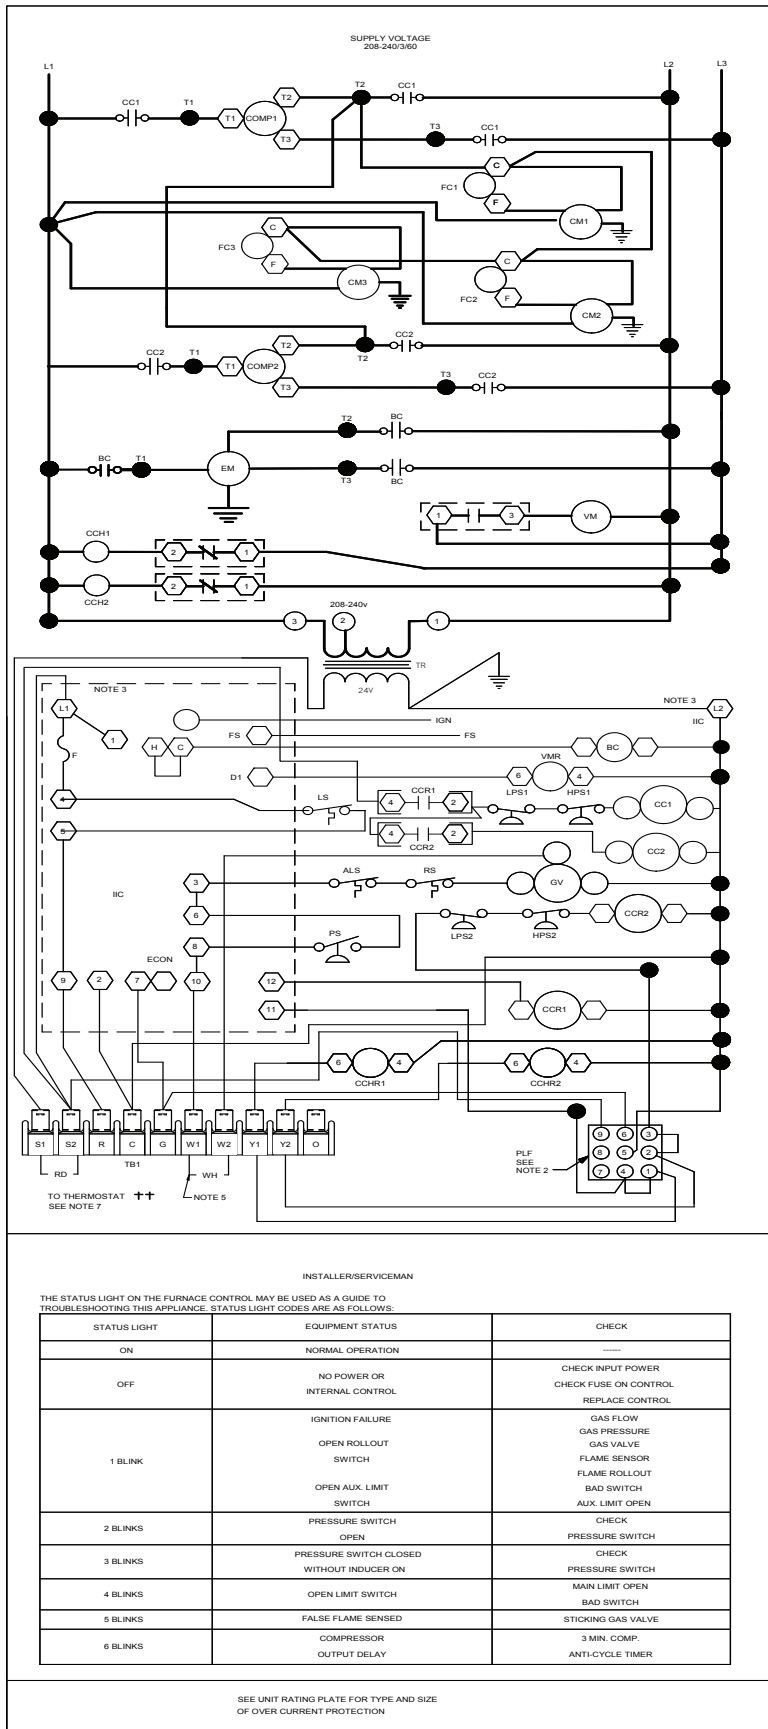 SUPPLY VOLTAGE
208-240/3/60
L1
L2
L3
T2
CC1
CC1
T1
T2
T1
COMP1
T3
T3
CC1
C
FC1
F
CM1
C
FC3
F
C
CM3
FC2
F
CM2
CC2
T2
CC2
T1
T2
T1
COMP2
T3
T3
CC2
T2
BC
BC
T1
EM
T3
BC
1
3
VM
CCH1
2
1
CCH2
2
1
208-240v
3
2
1
TR
24V
NOTE 3
NOTE 3
L1
L2
IIC
IGN
1
FS
FS
H
C
BC
F
VMR
D1
6
4
CCR1
LPS1
HPS1
4
LS
4
2
CC1
5
4
2
CCR2
CC2
ALS
RS
3
GV
IIC
6
CCR2
PS
LPS2
HPS2
8
ECON
9
2
7
10
12
11
CCR1
6
4
6
4
CCHR1
CCHR2
S1
S2
R
C
G
W1
W2
Y1
Y2
O
TB1
RD
WH
NOTE 5
TO THERMOSTAT ††
SEE NOTE 7
PLF
SEE
NOTE 2
9
6
3
8
5
2
7
4
1
INSTALLER/SERVICEMAN
THE STATUS LIGHT ON THE FURNACE CONTROL MAY BE USED AS A GUIDE TO
TROUBLESHOOTING THIS APPLIANCE. STATUS LIGHT CODES ARE AS FOLLOWS:
STATUS LIGHT EQUIPMENT STATUS CHECK
ON NORMAL OPERATION ------
OFF
NO POWER OR
INTERNAL CONTROL
CHECK INPUT POWER
CHECK FUSE ON CONTROL
REPLACE CONTROL
1 BLINK
IGNITION FAILURE
OPEN ROLLOUT
SWITCH
OPEN AUX. LIMIT
SWITCH
GAS FLOW
GAS PRESSURE
GAS VALVE
FLAME SENSOR
FLAME ROLLOUT
BAD SWITCH
AUX. LIMIT OPEN
2 BLINKS
PRESSURE SWITCH
OPEN
CHECK
PRESSURE SWITCH
3 BLINKS
PRESSURE SWITCH CLOSED
WITHOUT INDUCER ON
CHECK
PRESSURE SWITCH
4 BLINKS
OPEN LIMIT SWITCH
MAIN LIMIT OPEN
BAD SWITCH
5 BLINKS FALSE FLAME SENSED STICKING GAS VALVE
6 BLINKS
COMPRESSOR
OUTPUT DELAY
3 MIN. COMP.
ANTI-CYCLE TIMER
SEE UNIT RATING PLATE FOR TYPE AND SIZE
OF OVER CURRENT PROTECTION